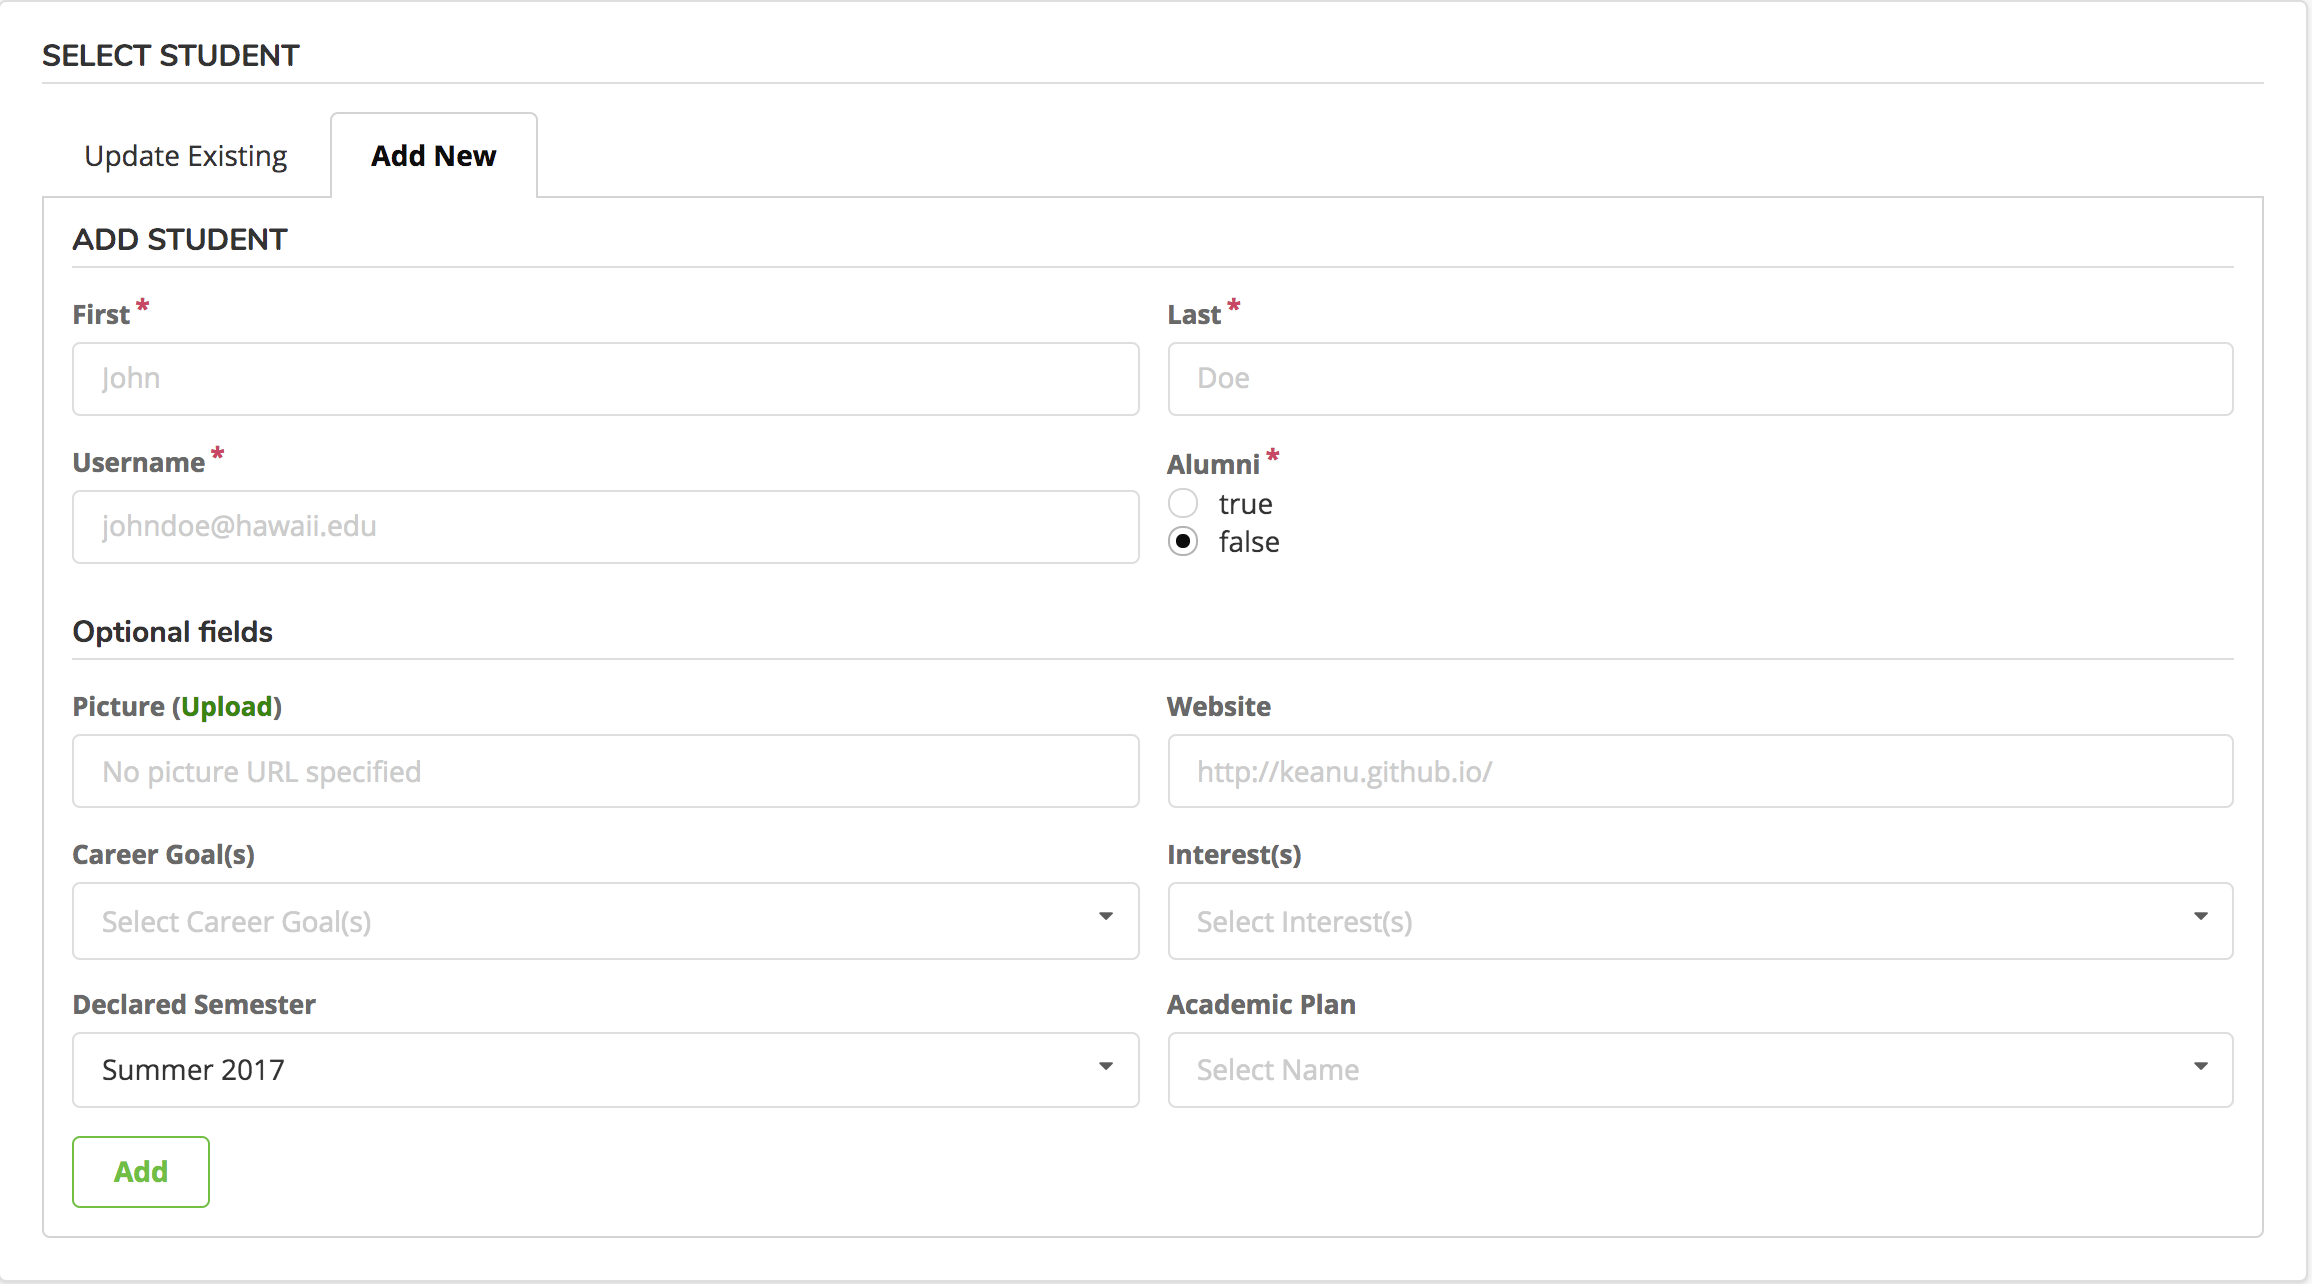 SELECT STUDENT
Update Existing
Add New
ADD STUDENT
First *
Last *
John
Doe
Username *
Alumni *
johndoe@hawaii.edu
true
false
Optional fields
Picture (Upload)
Website
No picture URL specified
http://keanu.github.io/
Career Goal(s)
Interest(s)
Select Career Goal(s)
Select Interest(s)
Declared Semester
Academic Plan
Summer 2017
Select Name
Add